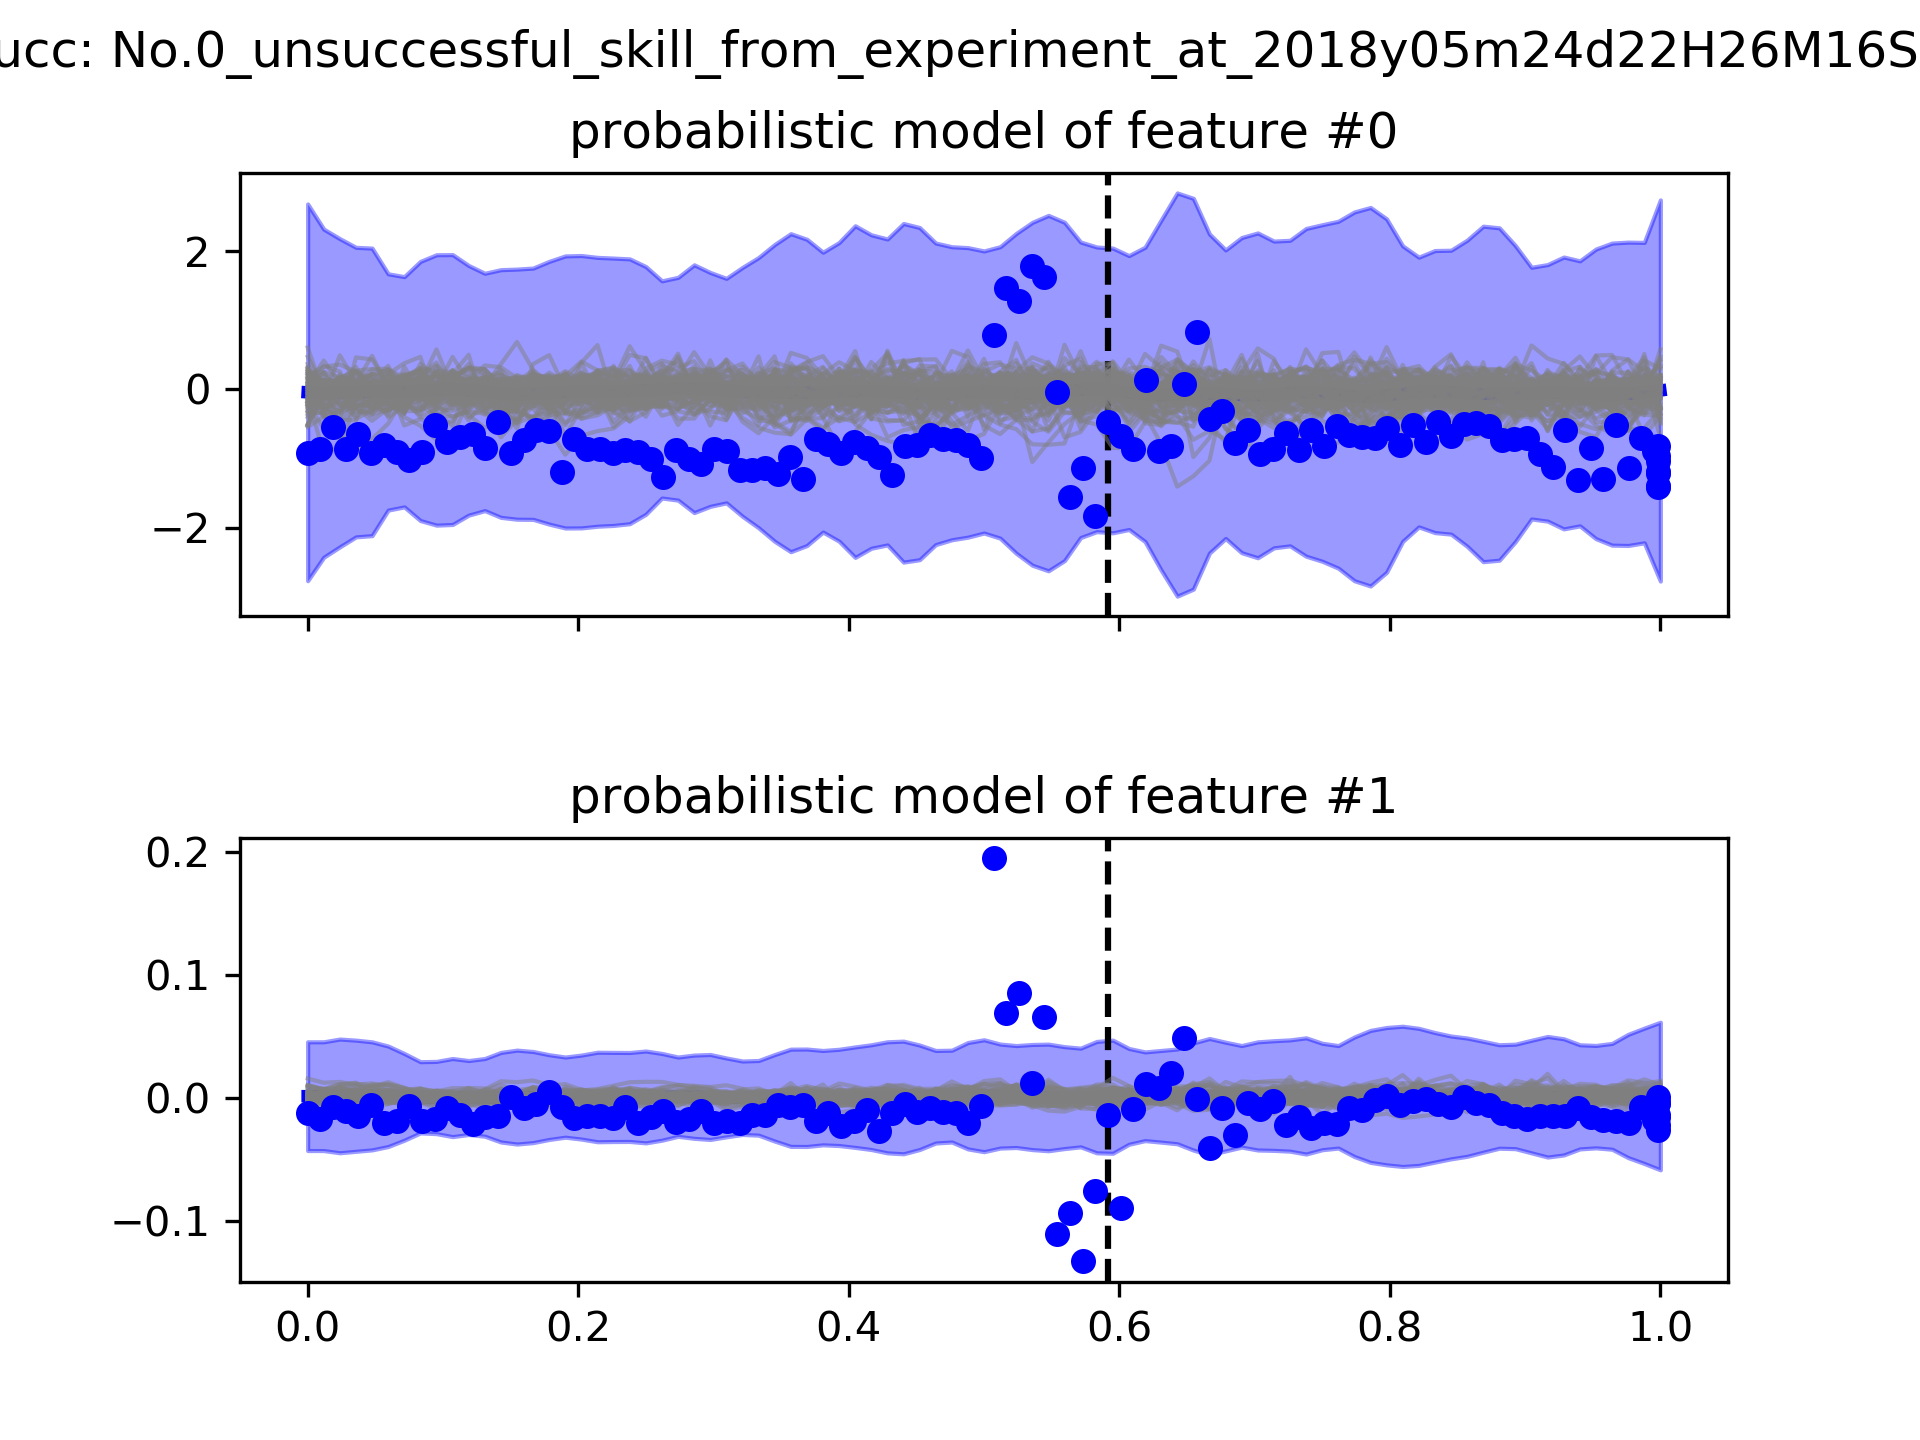 ucc: No.0_unsuccessful_skill_from_experiment_at_2018y05m24d22H26M16S
probabilistic model of feature #0
2
0
−2
probabilistic model of feature #1
0.2
0.1
0.0
−0.1
0.0 0.2 0.4 0.6 0.8 1.0